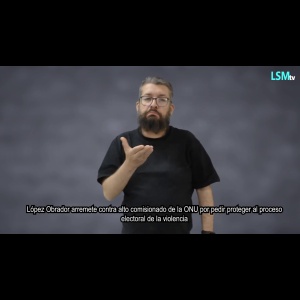 LSMtv
López Obrador arremete contra alto comisionado de la ONU por pedir proteger al proceso
electoral de la violencia